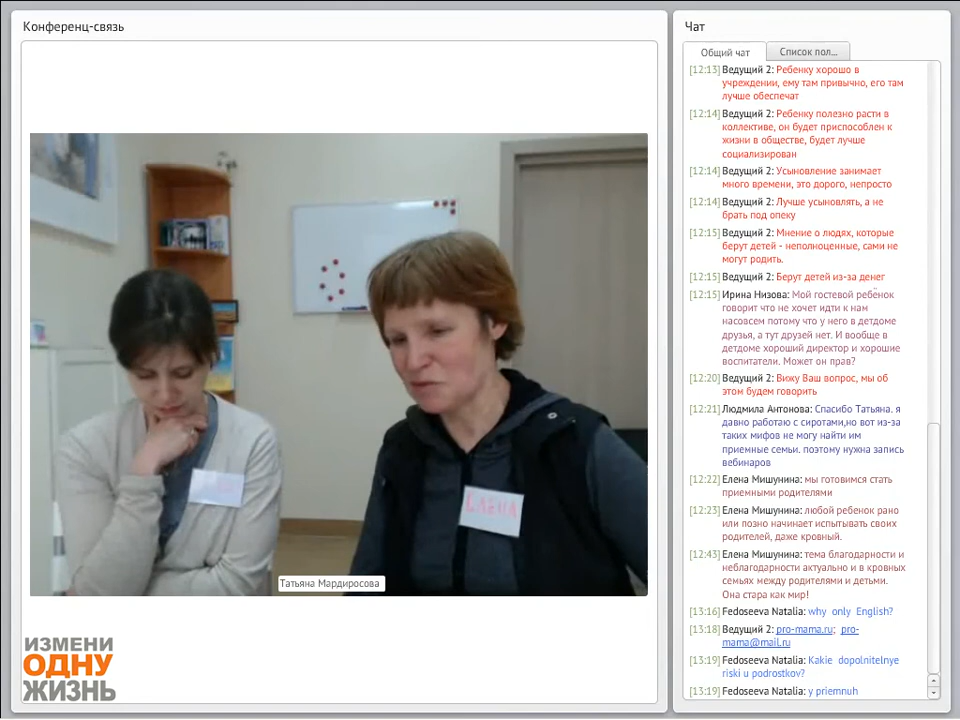 Конференц-связь
Татьяна Мардиросова
ИЗМЕНИ
ОДНУ
ЖИЗНЬ
Чат
Общий чат
Список пол...
[12:13] Ведущий 2: Ребенку хорошо в
учреждении, ему там привычно, его там
лучше обеспечат
[12:14] Ведущий 2: Ребенку полезно расти в
коллективе, он будет приспособлен к
жизни в обществе, будет лучше
социализирован
[12:14] Ведущий 2: Усыновление занимает
много времени, это дорого, непросто
[12:14] Ведущий 2: Лучше усыновлять, а не
брать под опеку
[12:15] Ведущий 2: Мнение о людях, которые
берут детей - неполноценные, сами не
могут родить.
[12:15] Ведущий 2: Берут детей из-за денег
[12:15] Ирина Низова: Мой гостевой ребёнок
говорит что не хочет идти к нам
насовсем потому что у него в детдоме
друзья, а тут друзей нет. И вообще в
детдоме хороший директор и хорошие
воспитатели. Может он прав?
[12:20] Ведущий 2: Вижу Ваш вопрос, мы об
этом будем говорить
[12:21] Людмила Антонова: Спасибо Татьяна. я
давно работаю с сиротами,но вот из-за
таких мифов не могу найти им
приемные семьи. поэтому нужна запись
вебинаров
[12:22] Елена Мишунина: мы готовимся стать
приемными родителями
[12:23] Елена Мишунина: любой ребенок рано
или поздно начинает испытывать своих
родителей, даже кровный.
[12:43] Елена Мишунина: тема благодарности и
неблагодарности актуально и в кровных
семьях между родителями и детьми.
Она стара как мир!
[13:16] Fedoseeva Natalia: why only English?
[13:18] Ведущий 2: pro-mama.ru; pro-
mama@mail.ru
[13:19] Fedoseeva Natalia: Kakie dopolnitelnye
riski u podrostkov?
[13:19] Fedoseeva Natalia: y priemnuh